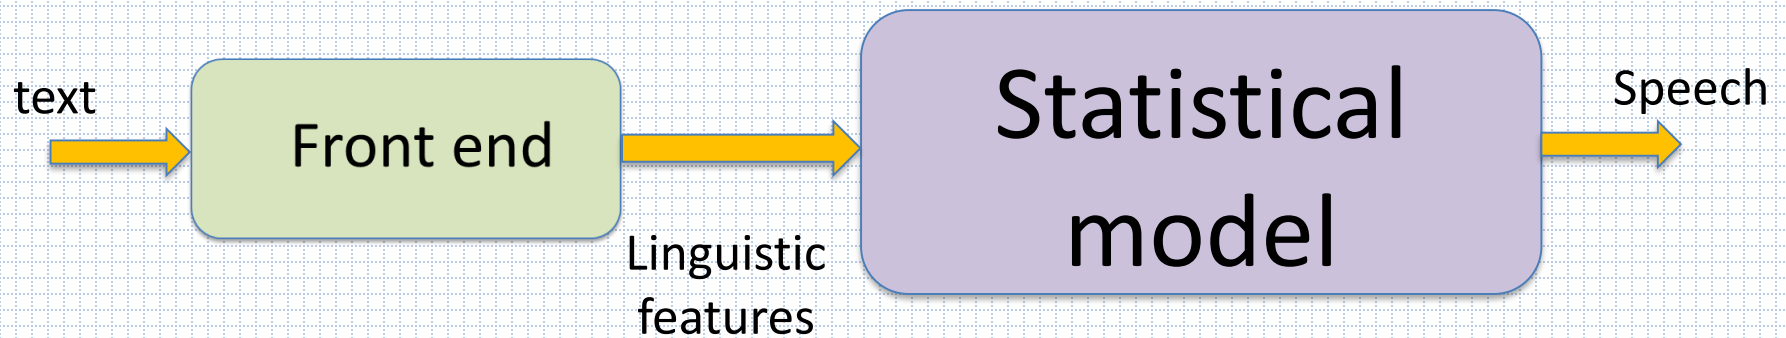 text
Front end
Linguistic
features
Statistical
model
Speech